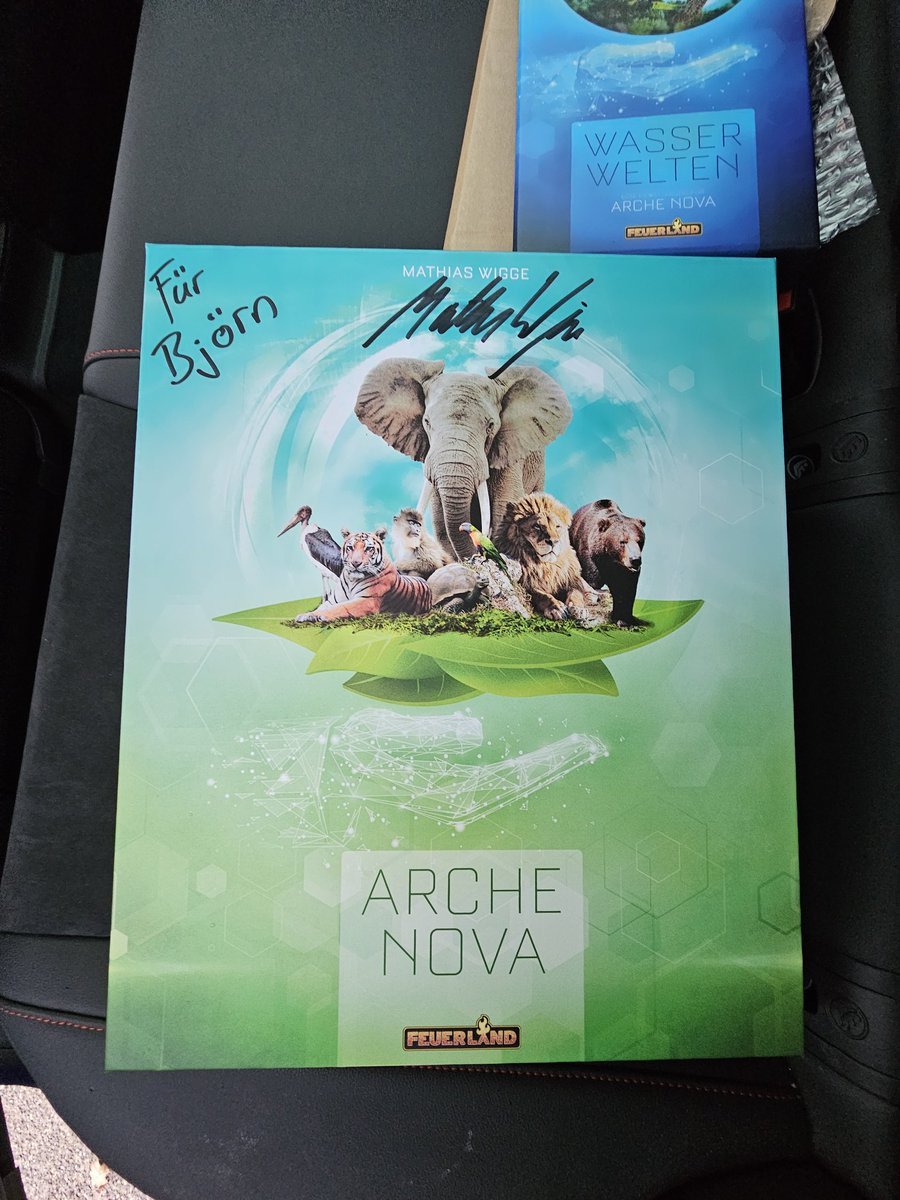 WASSER
WELTEN
ARCHE NOVA
FEUERLAND
MATHIAS WIGGE
Für
Björn
ARCHE
NOVA
FEUERLAND